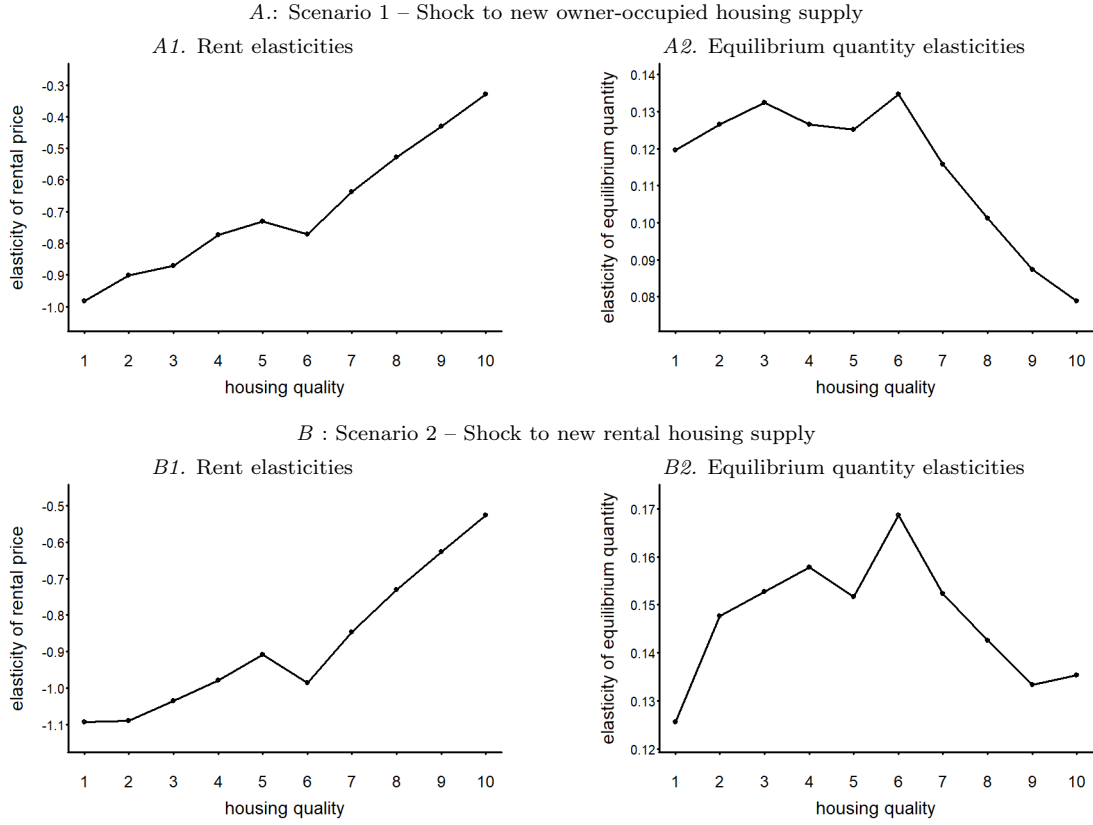 A.: Scenario 1 – Shock to new owner-occupied housing supply
A1. Rent elasticities
elasticity of rental price
-0.3
-0.4
-0.5
-0.6
-0.7
-0.8
-0.9
-1.0
1 2 3 4 5 6 7 8 9 10
housing quality
A2. Equilibrium quantity elasticities
elasticity of equilibrium quantity
0.14
0.13
0.12
0.11
0.10
0.09
0.08
1 2 3 4 5 6 7 8 9 10
housing quality
B : Scenario 2 – Shock to new rental housing supply
B1. Rent elasticities
elasticity of rental price
-0.5
-0.6
-0.7
-0.8
-0.9
-1.0
-1.1
1 2 3 4 5 6 7 8 9 10
housing quality
B2. Equilibrium quantity elasticities
elasticity of equilibrium quantity
0.17
0.16
0.15
0.14
0.13
0.12
1 2 3 4 5 6 7 8 9 10
housing quality